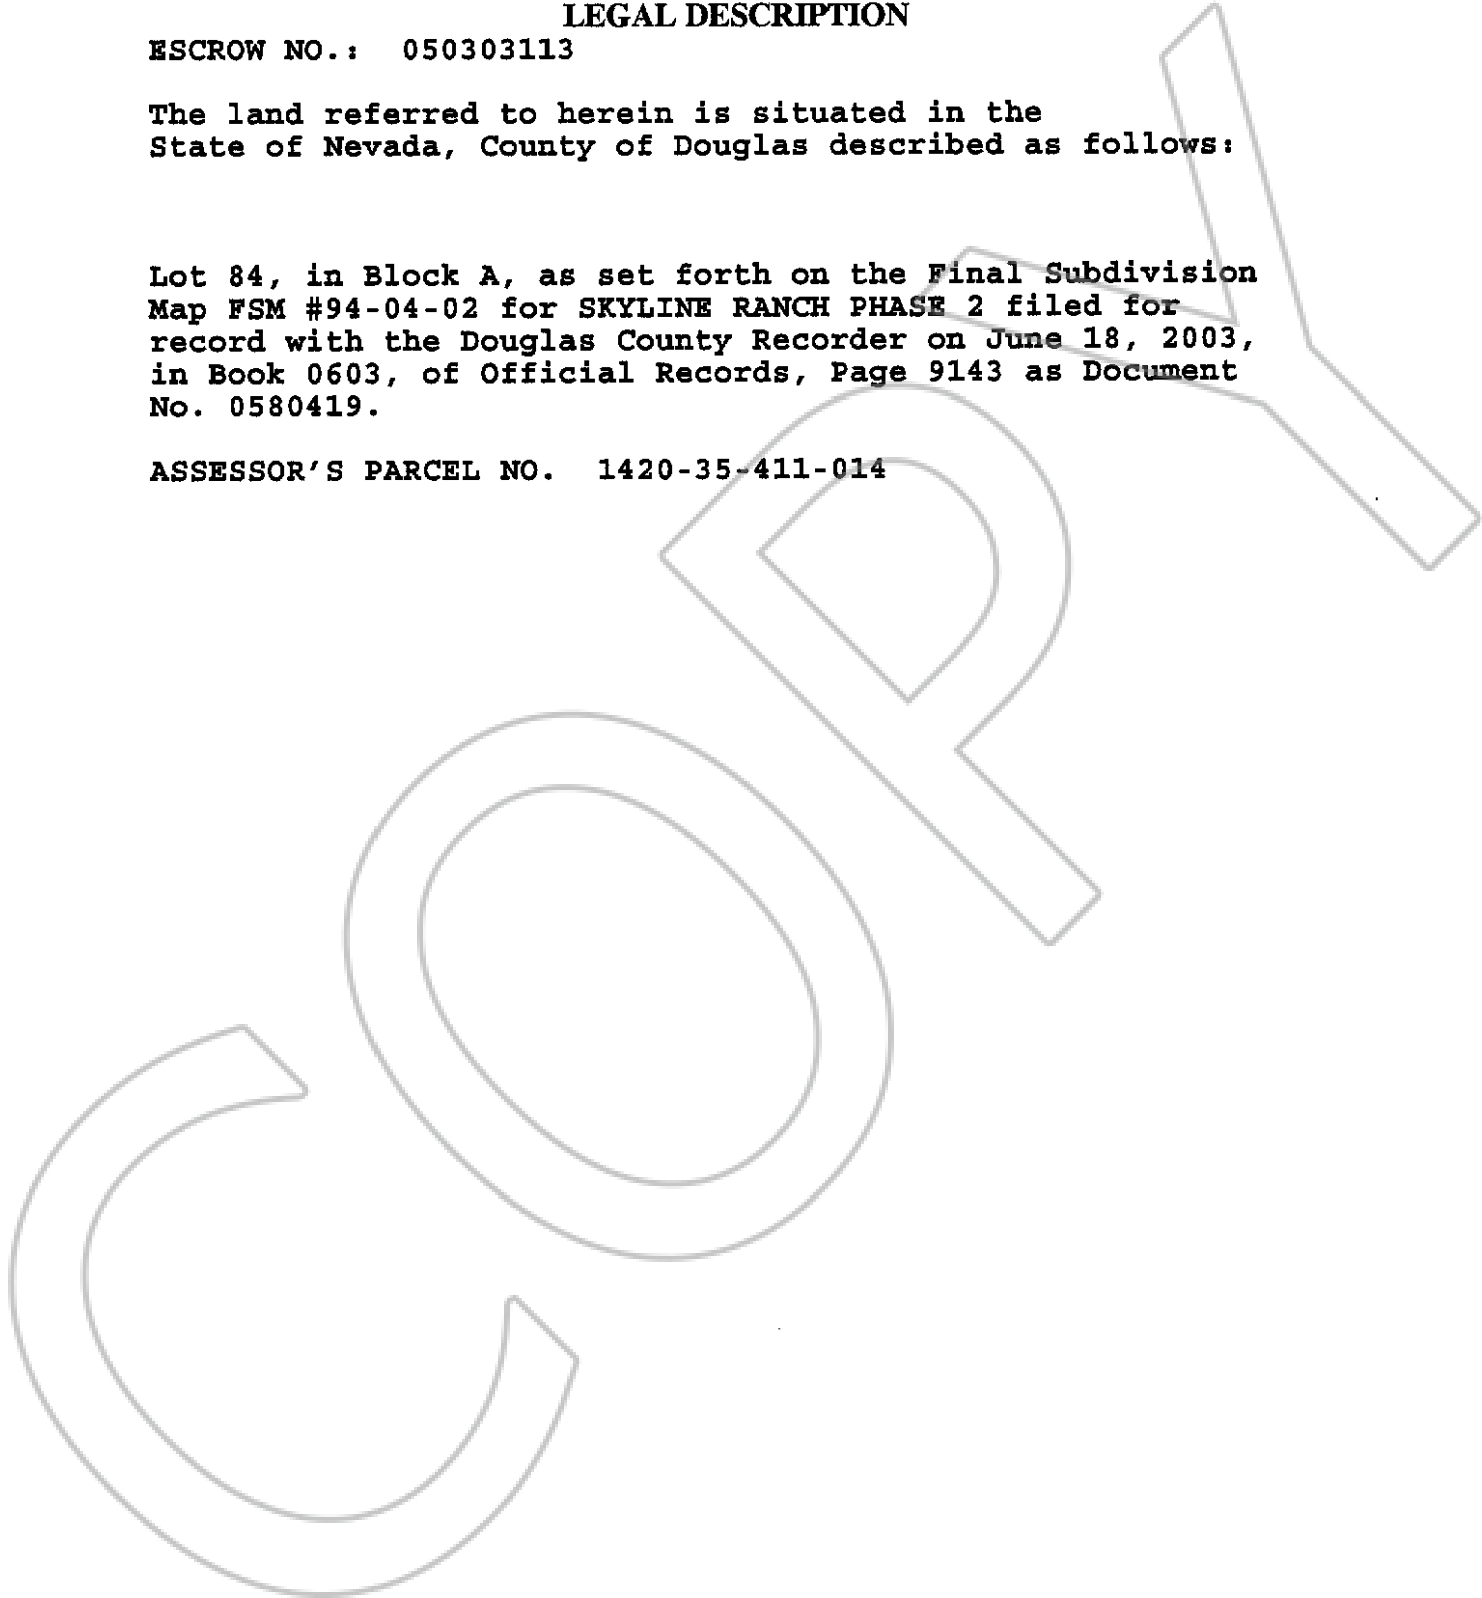 LEGAL DESCRIPTION
ESCROW NO.: 050303113
The land referred to herein is situated in the
State of Nevada, County of Douglas described as follows:
Lot 84, in Block A, as set forth on the Final Subdivision
Map FSM #94-04-02 for SKYLINE RANCH PHASE 2 filed for
record with the Douglas County Recorder on June 18, 2003,
in Book 0603, of Official Records, Page 9143 as Document
No. 0580419.
ASSESSOR'S PARCEL NO. 1420-35-411-014
COPY